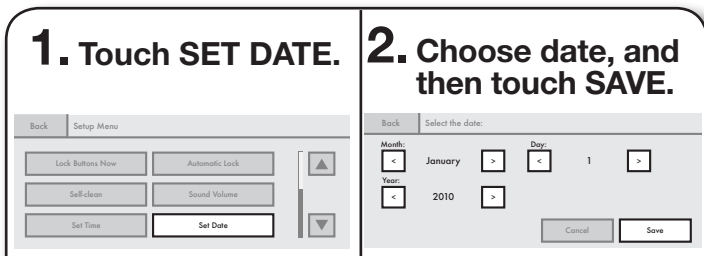 1. Touch SET DATE.
Back Setup Menu
Lock Buttons Now Automatic Lock
Self-clean Sound Volume
Set Time Set Date
2. Choose date, and
then touch SAVE.
Back Select the date:
Month: Day:
< January > < 1 >
Year:
< 2010 >
Cancel Save